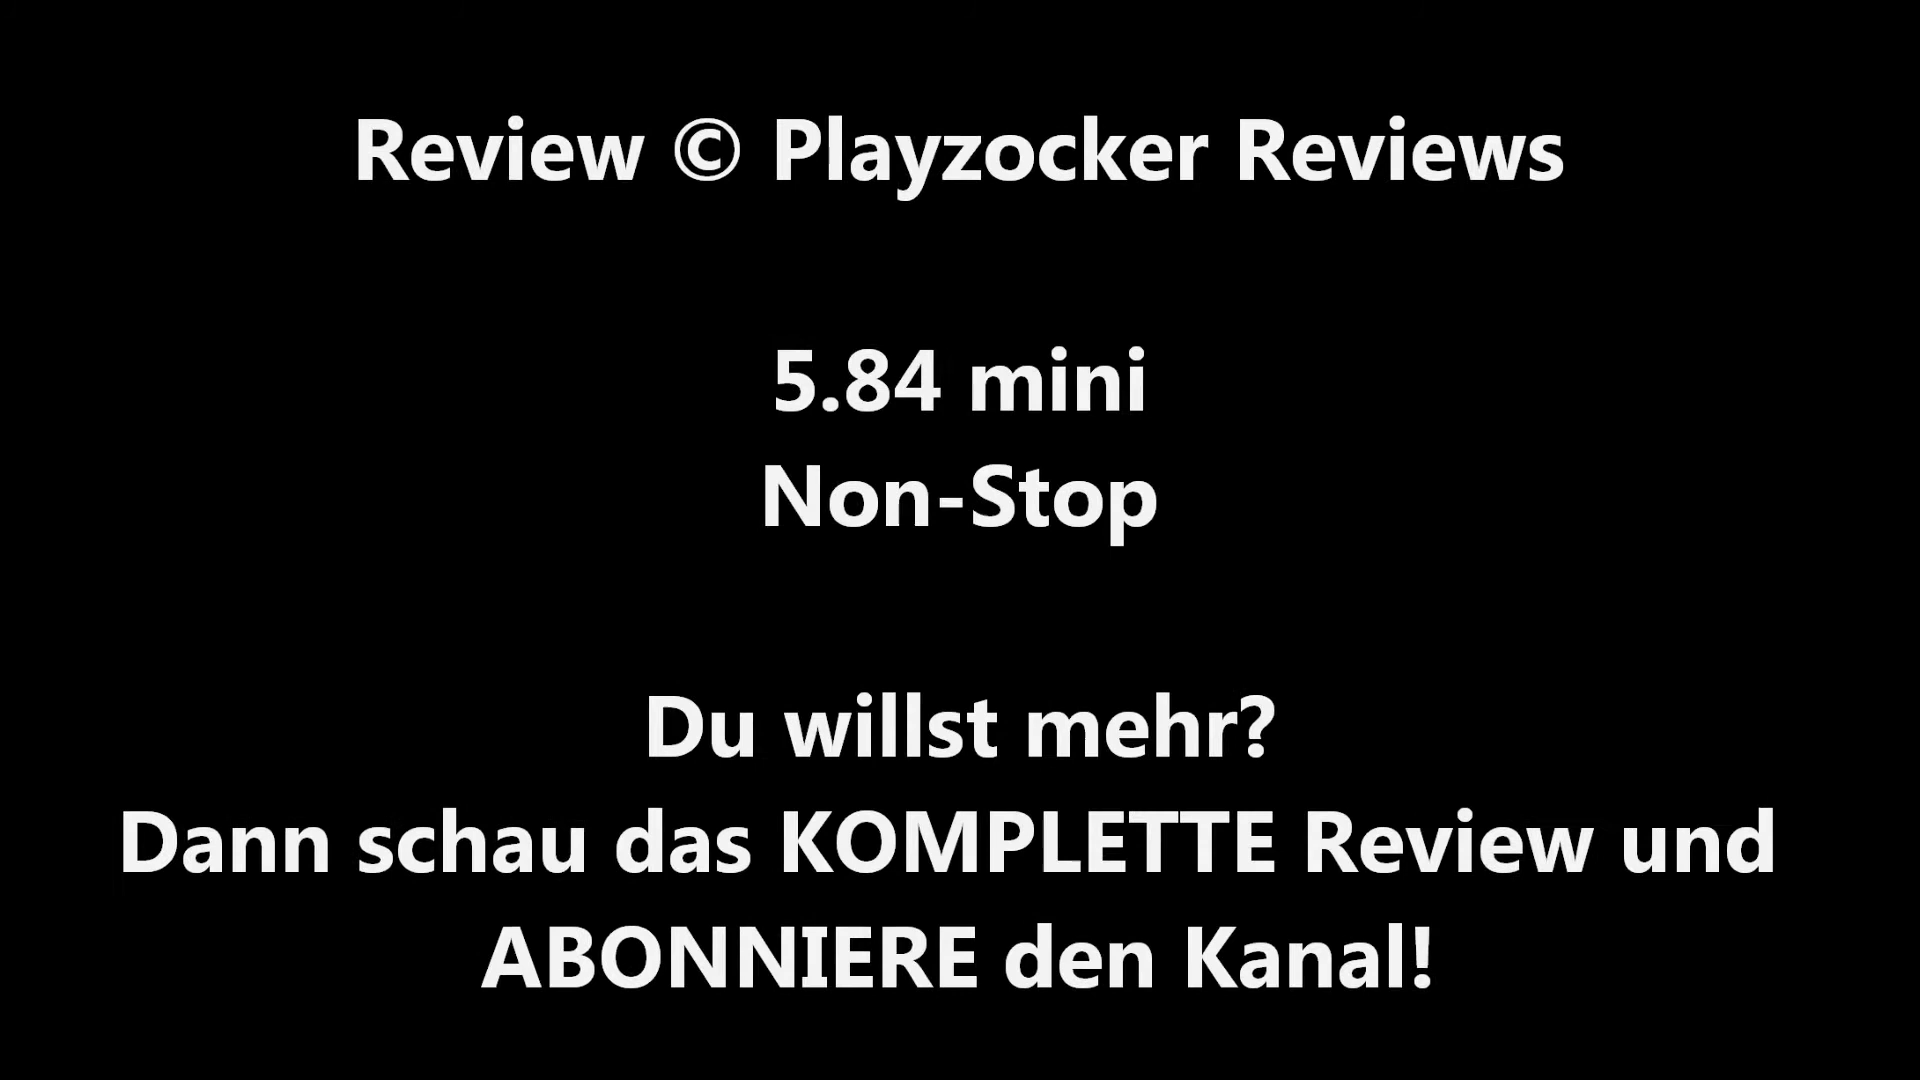 Review © Playzocker Reviews
5.84 mini
Non-Stop
Du willst mehr?
Dann schau das KOMPLETTE Review und
ABONNIERE den Kanal!